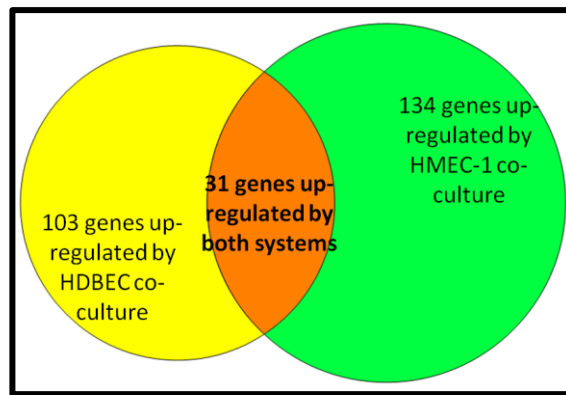 103 genes up-
regulated by
HDBEC co-
culture
31 genes up-
regulated by
both systems
134 genes up-
regulated by
HMEC-1 co-
culture